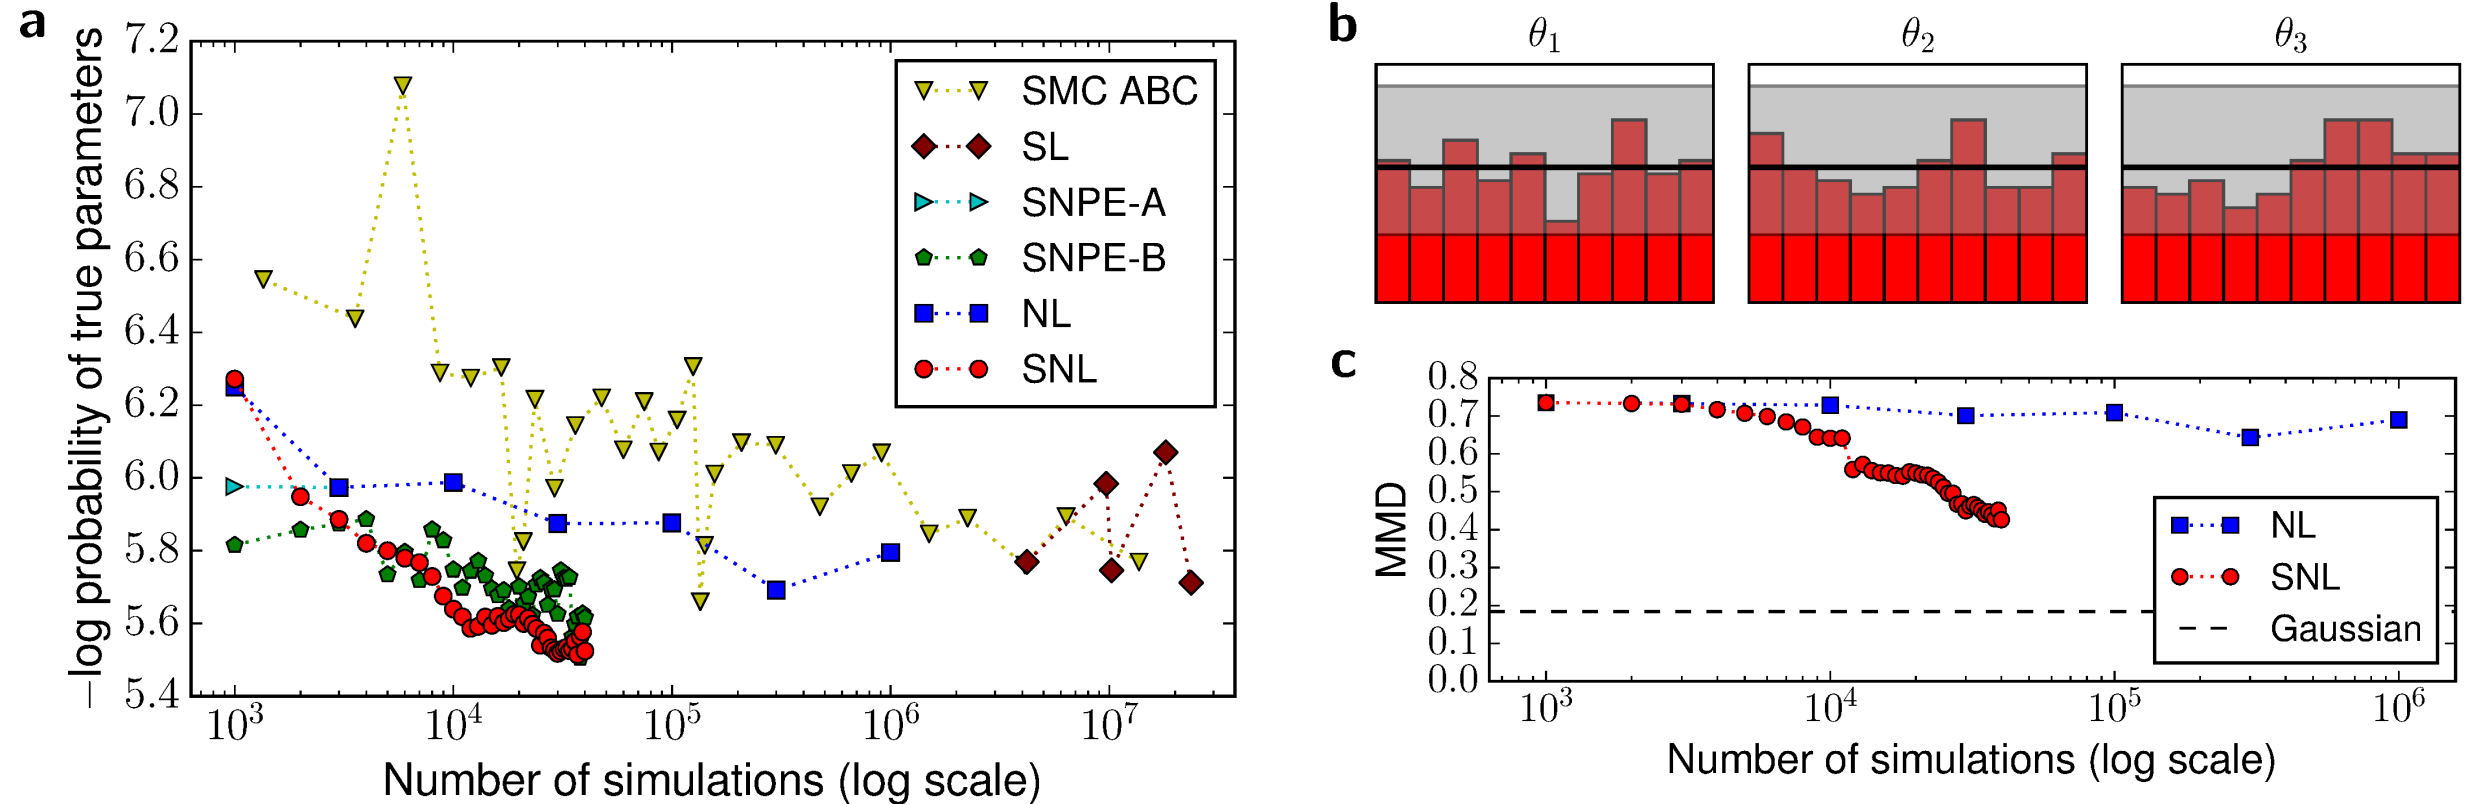 a
−log probability of true parameters
7.2
7.0
6.8
6.6
6.4
6.2
6.0
5.8
5.6
5.4
10³
10⁴
10⁵
10⁶
10⁷
Number of simulations (log scale)
SMC ABC
SL
SNPE-A
SNPE-B
NL
SNL
b
θ₁
θ₂
θ₃
c
MMD
0.8
0.7
0.6
0.5
0.4
0.3
0.2
0.1
0.0
10³
10⁴
10⁵
10⁶
Number of simulations (log scale)
NL
SNL
Gaussian